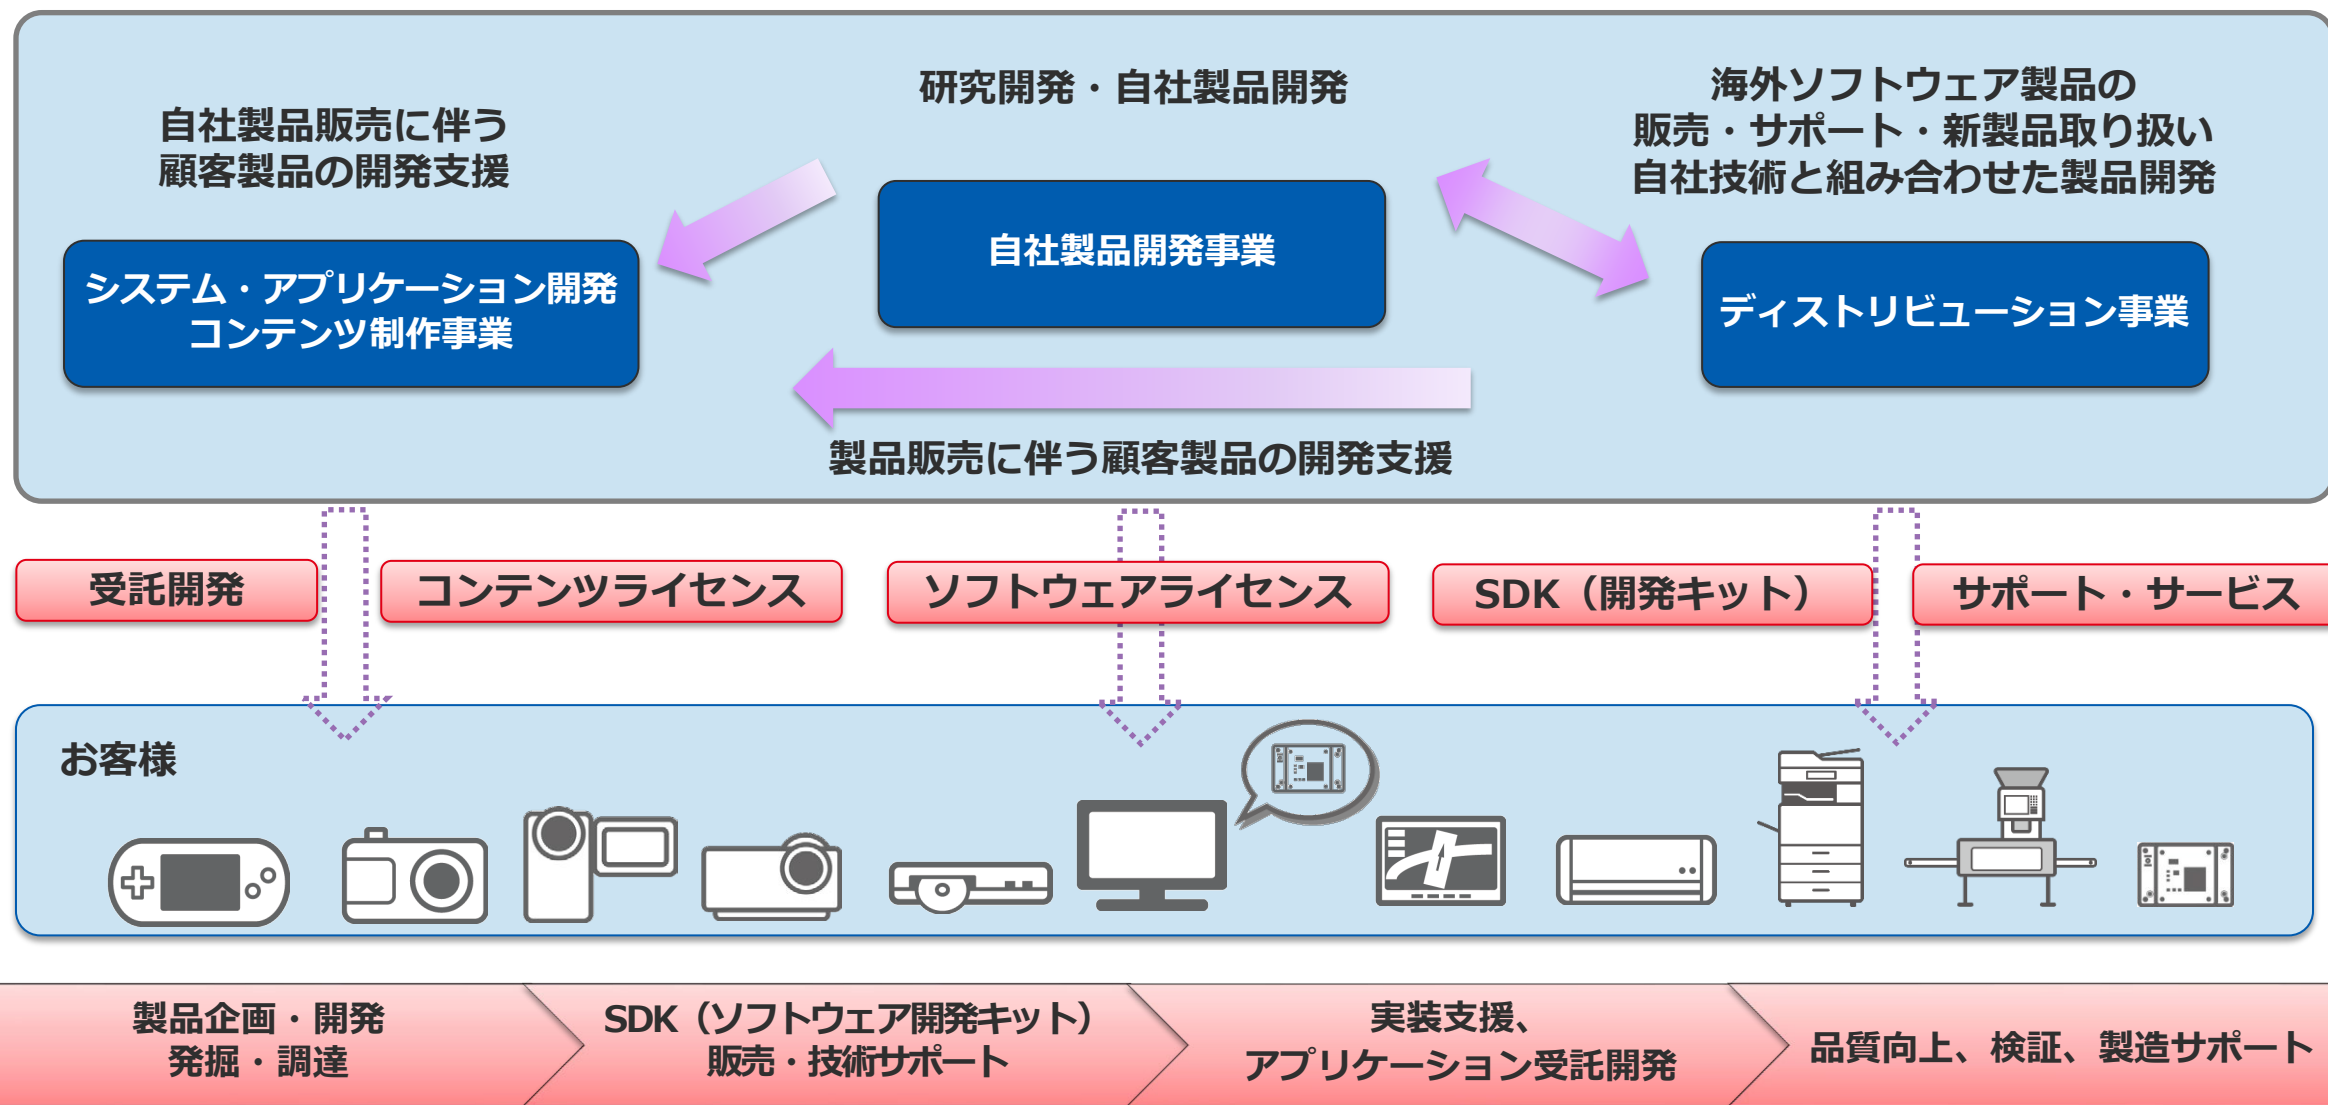 自社製品販売に伴う
顧客製品の開発支援
システム・アプリケーション開発
コンテンツ制作事業
研究開発・自社製品開発
自社製品開発事業
海外ソフトウェア製品の
販売・サポート・新製品取り扱い
自社技術と組み合わせた製品開発
ディストリビューション事業
製品販売に伴う顧客製品の開発支援
受託開発
コンテンツライセンス
ソフトウェアライセンス
SDK（開発キット）
サポート・サービス
お客様
製品企画・開発
発掘・調達
SDK（ソフトウェア開発キット）
販売・技術サポート
実装支援、
アプリケーション受託開発
品質向上、検証、製造サポート